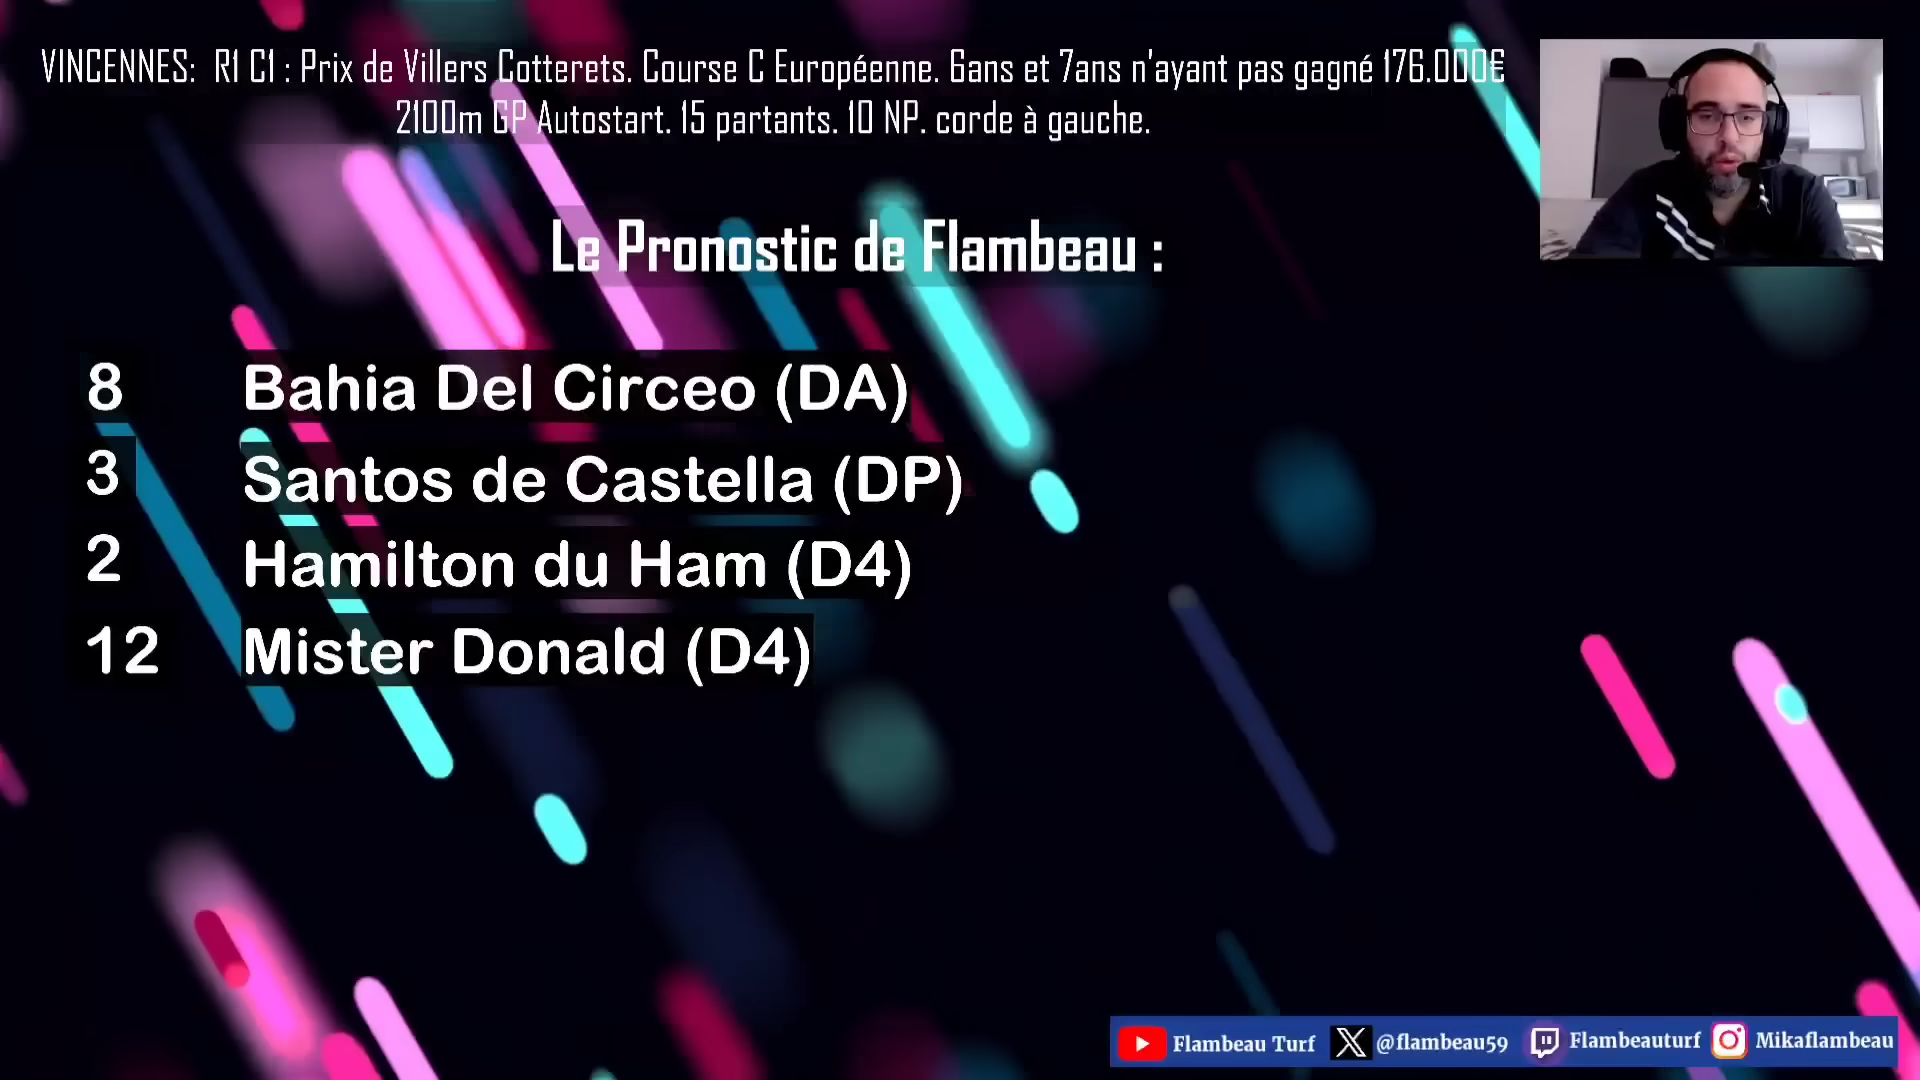 VINCENNES: R1 C1 : Prix de Villers Cotterets. Course C Européenne. 6ans et 7ans n'ayant pas gagné 176.000€
2100m GP Autostart. 15 partants. 10 NP. corde à gauche.
Le Pronostic de Flambeau :
8 Bahia Del Circeo (DA)
3 Santos de Castella (DP)
2 Hamilton du Ham (D4)
12 Mister Donald (D4)
Flambeau Turf @flambeau59 Flambeauturf Mikaflambeau